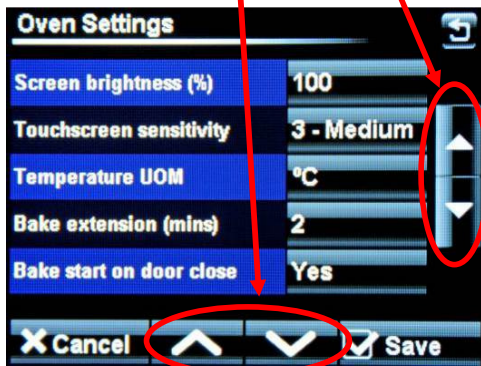 Oven Settings
Screen brightness (%) 100
Touchscreen sensitivity 3 - Medium
Temperature UOM ºC
Bake extension (mins) 2
Bake start on door close Yes
Cancel Save